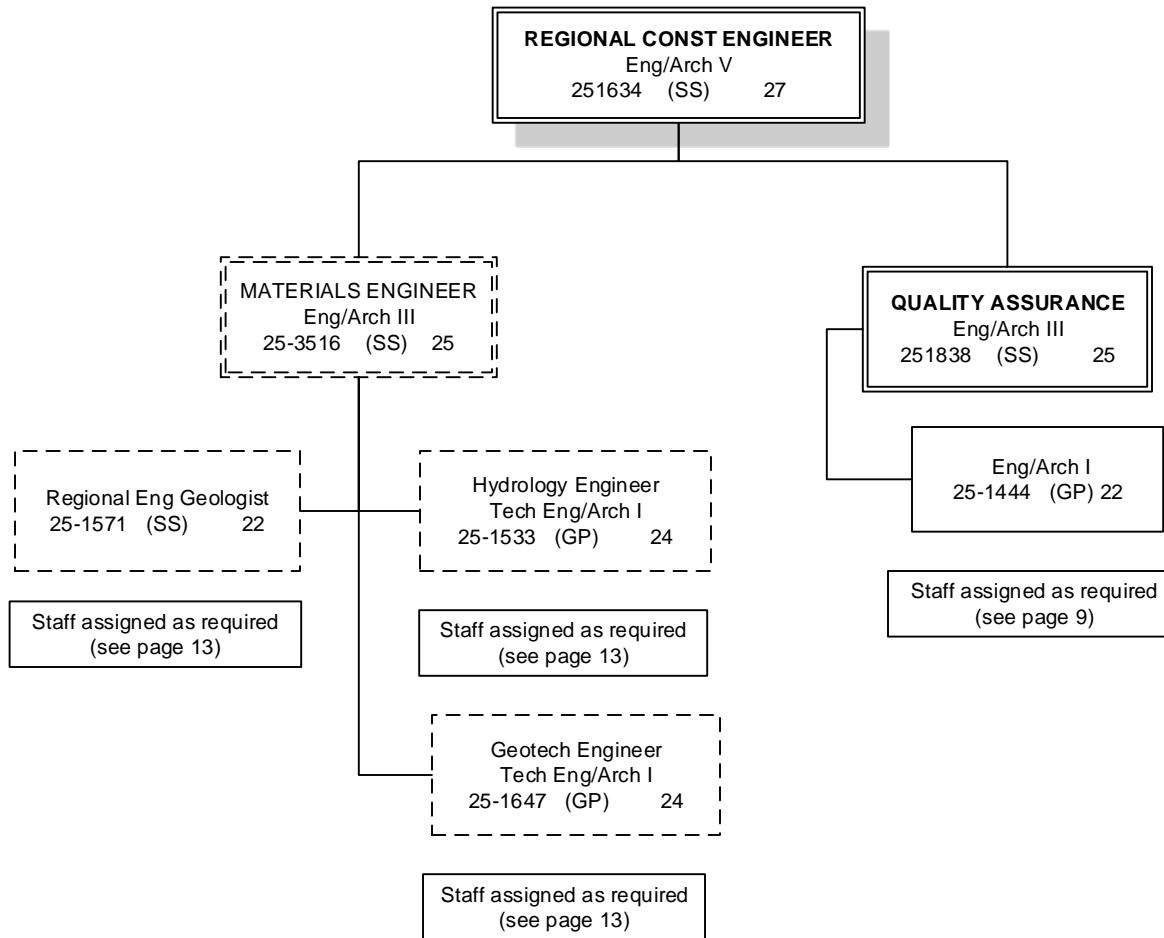 REGIONAL CONST ENGINEER
Eng/Arch V
251634 (SS) 27
MATERIALS ENGINEER
Eng/Arch III
25-3516 (SS) 25
QUALITY ASSURANCE
Eng/Arch III
251838 (SS) 25
Eng/Arch I
25-1444 (GP) 22
Regional Eng Geologist
25-1571 (SS) 22
Hydrology Engineer
Tech Eng/Arch I
25-1533 (GP) 24
Staff assigned as required
(see page 9)
Staff assigned as required
(see page 13)
Staff assigned as required
(see page 13)
Geotech Engineer
Tech Eng/Arch I
25-1647 (GP) 24
Staff assigned as required
(see page 13)